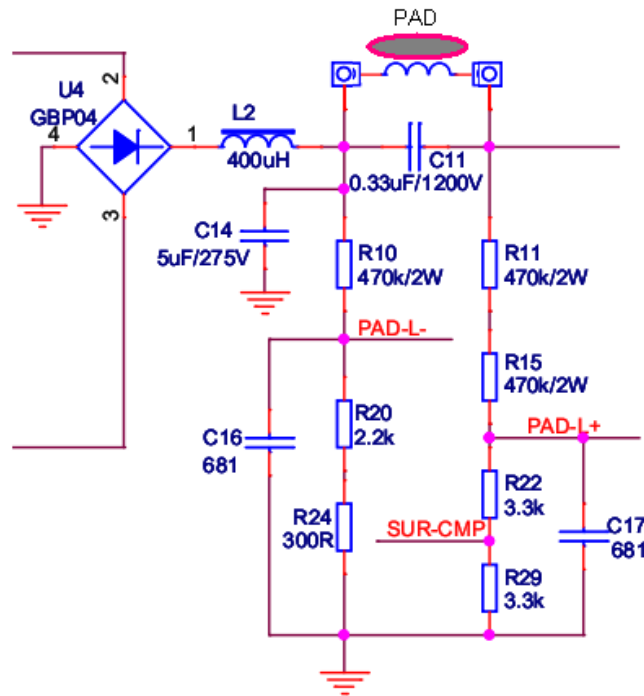 PAD
U4
GBP04
2
4
1
3
L2
400uH
C11
0.33uF/1200V
C14
5uF/275V
R10
470k/2W
R11
470k/2W
PAD-L-
R15
470k/2W
R20
2.2k
PAD-L+
C16
681
R22
3.3k
R24
300R
SUR-CMP
C17
681
R29
3.3k